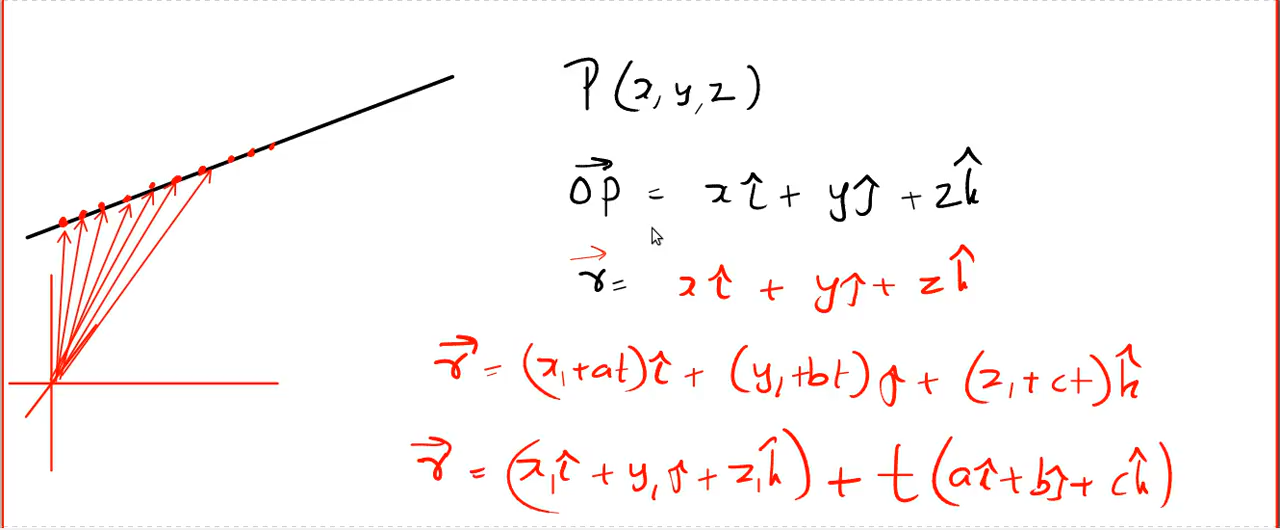 P(x, y, z)
→OP = xî + yĵ + zk̂
→r = xî + yĵ + zk̂
→r = (x₁+at)î + (y₁+bt)ĵ + (z₁+ct)k̂
→r = (x₁î + y₁ĵ + z₁k̂) + t(aî+bĵ+ck̂)